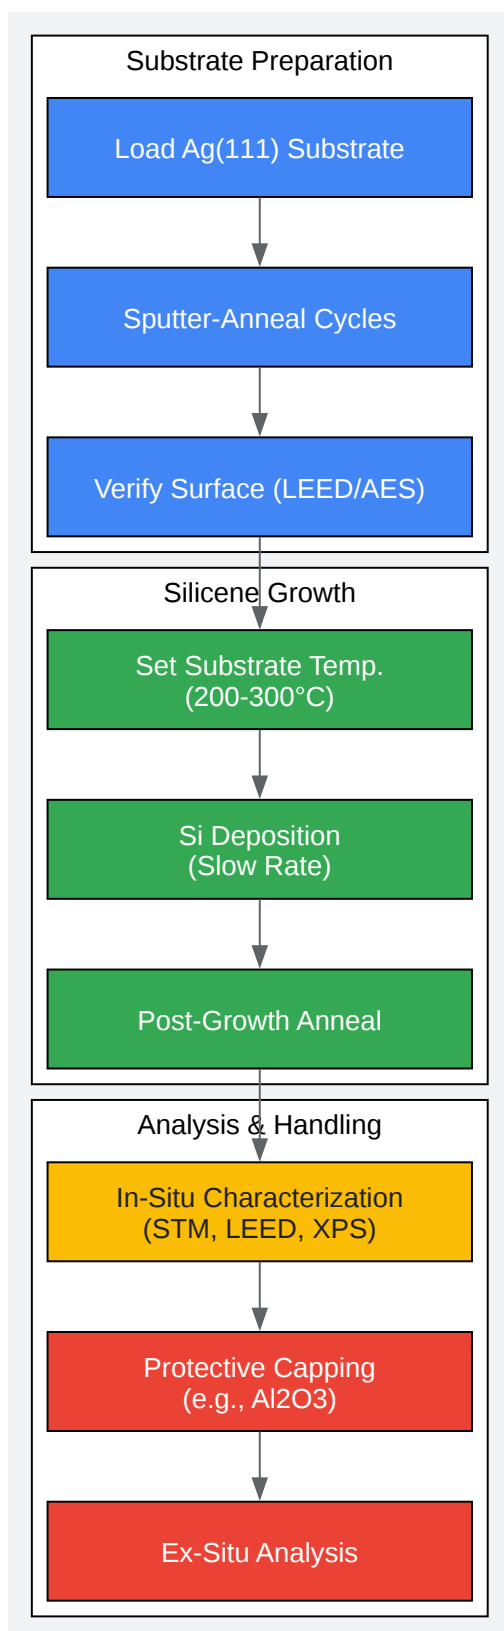 Substrate Preparation
Load Ag(111) Substrate
Sputter-Anneal Cycles
Verify Surface (LEED/AES)
Silicene Growth
Set Substrate Temp.
(200-300°C)
Si Deposition
(Slow Rate)
Post-Growth Anneal
Analysis & Handling
In-Situ Characterization
(STM, LEED, XPS)
Protective Capping
(e.g., Al2O3)
Ex-Situ Analysis